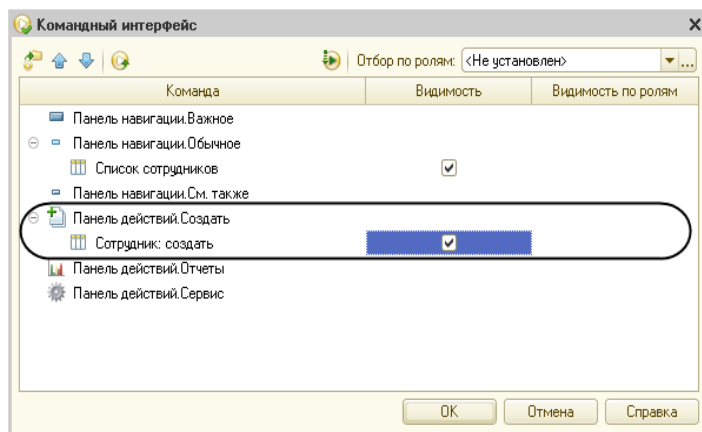 Командный интерфейс
Отбор по ролям: <Не установлен>
Команда Видимость Видимость по ролям
Панель навигации.Важное
Панель навигации.Обычное
Список сотрудников
Панель навигации.См. также
Панель действий.Создать
Сотрудник: создать
Панель действий.Отчеты
Панель действий.Сервис
OK Отмена Справка